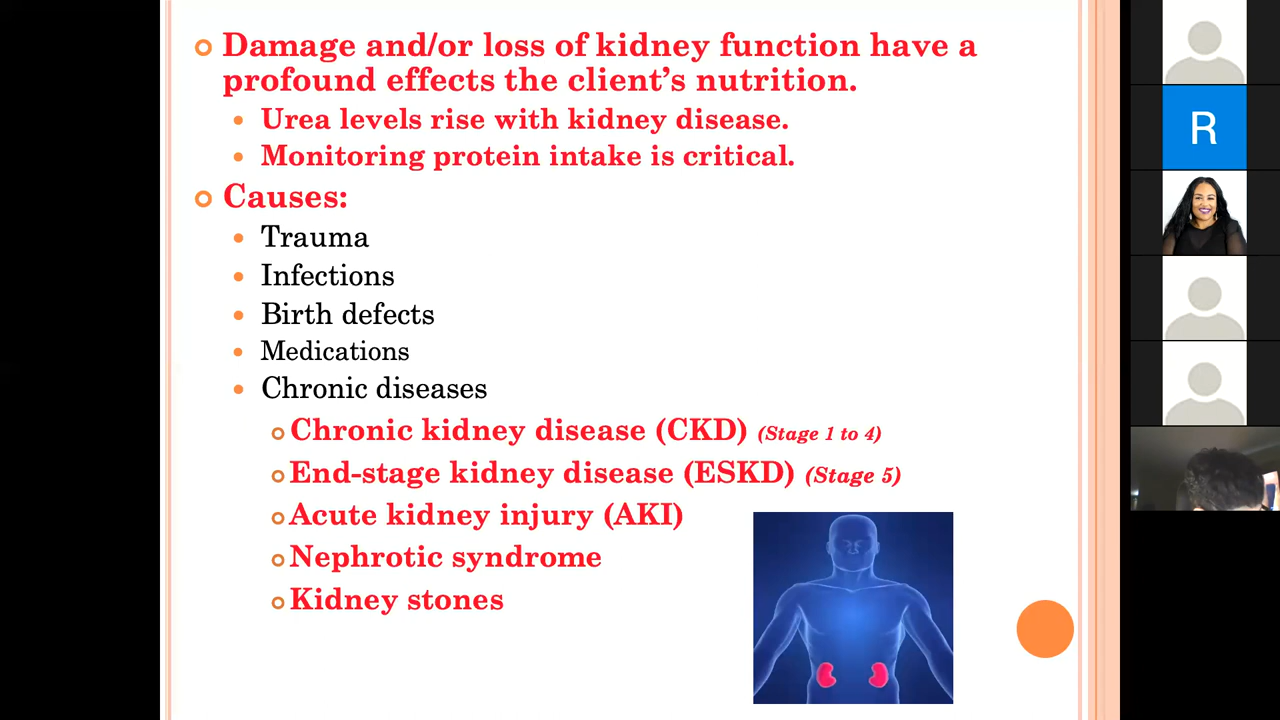 Damage and/or loss of kidney function have a
profound effects the client’s nutrition.
Urea levels rise with kidney disease.
Monitoring protein intake is critical.
Causes:
Trauma
Infections
Birth defects
Medications
Chronic diseases
Chronic kidney disease (CKD) (Stage 1 to 4)
End-stage kidney disease (ESKD) (Stage 5)
Acute kidney injury (AKI)
Nephrotic syndrome
Kidney stones
R